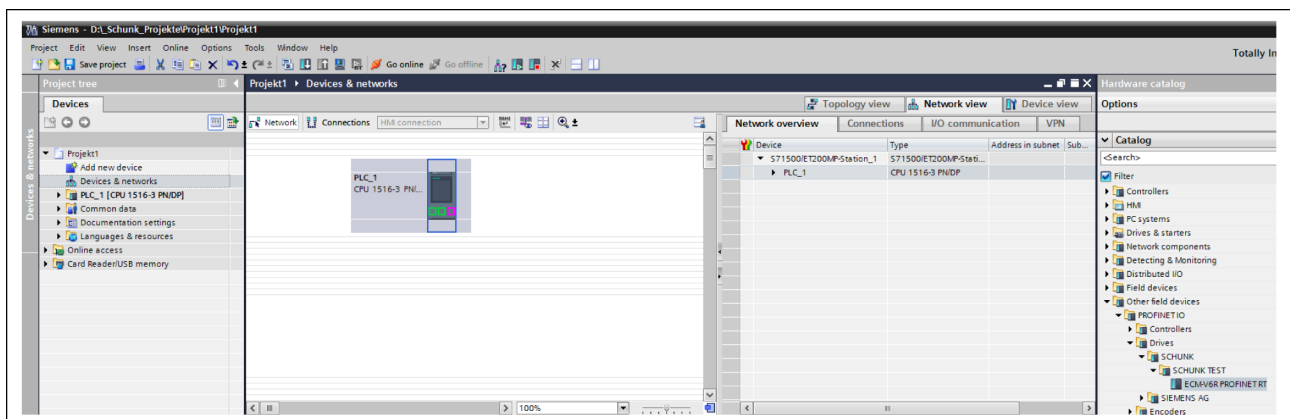 Siemens - D:\_Schunk_Projekte\Projekt1\Projekt1
Project Edit View Insert Online Options Tools Window Help
Totally In
Save project Go online Go offline
Project tree
Projekt1 ▸ Devices & networks
Hardware catalog
Devices
Topology view Network view Device view
Options
Network Connections HMI connection
Network overview Connections I/O communication VPN
Catalog
Device Type Address in subnet Sub...
<Search>
Filter
Devices & networks
Projekt1
Add new device
Devices & networks
PLC_1 [CPU 1516-3 PN/DP]
Common data
Documentation settings
Languages & resources
Online access
Card Reader/USB memory
PLC_1
CPU 1516-3 PN/...
S71500/ET200MP-Station_1 S71500/ET200MP-Stati...
PLC_1 CPU 1516-3 PN/DP
Controllers
HMI
PC systems
Drives & starters
Network components
Detecting & Monitoring
Distributed I/O
Field devices
Other field devices
PROFINET IO
Controllers
Drives
SCHUNK
SCHUNK TEST
ECM-V6R PROFINET RT
SIEMENS AG
Encoders
100%